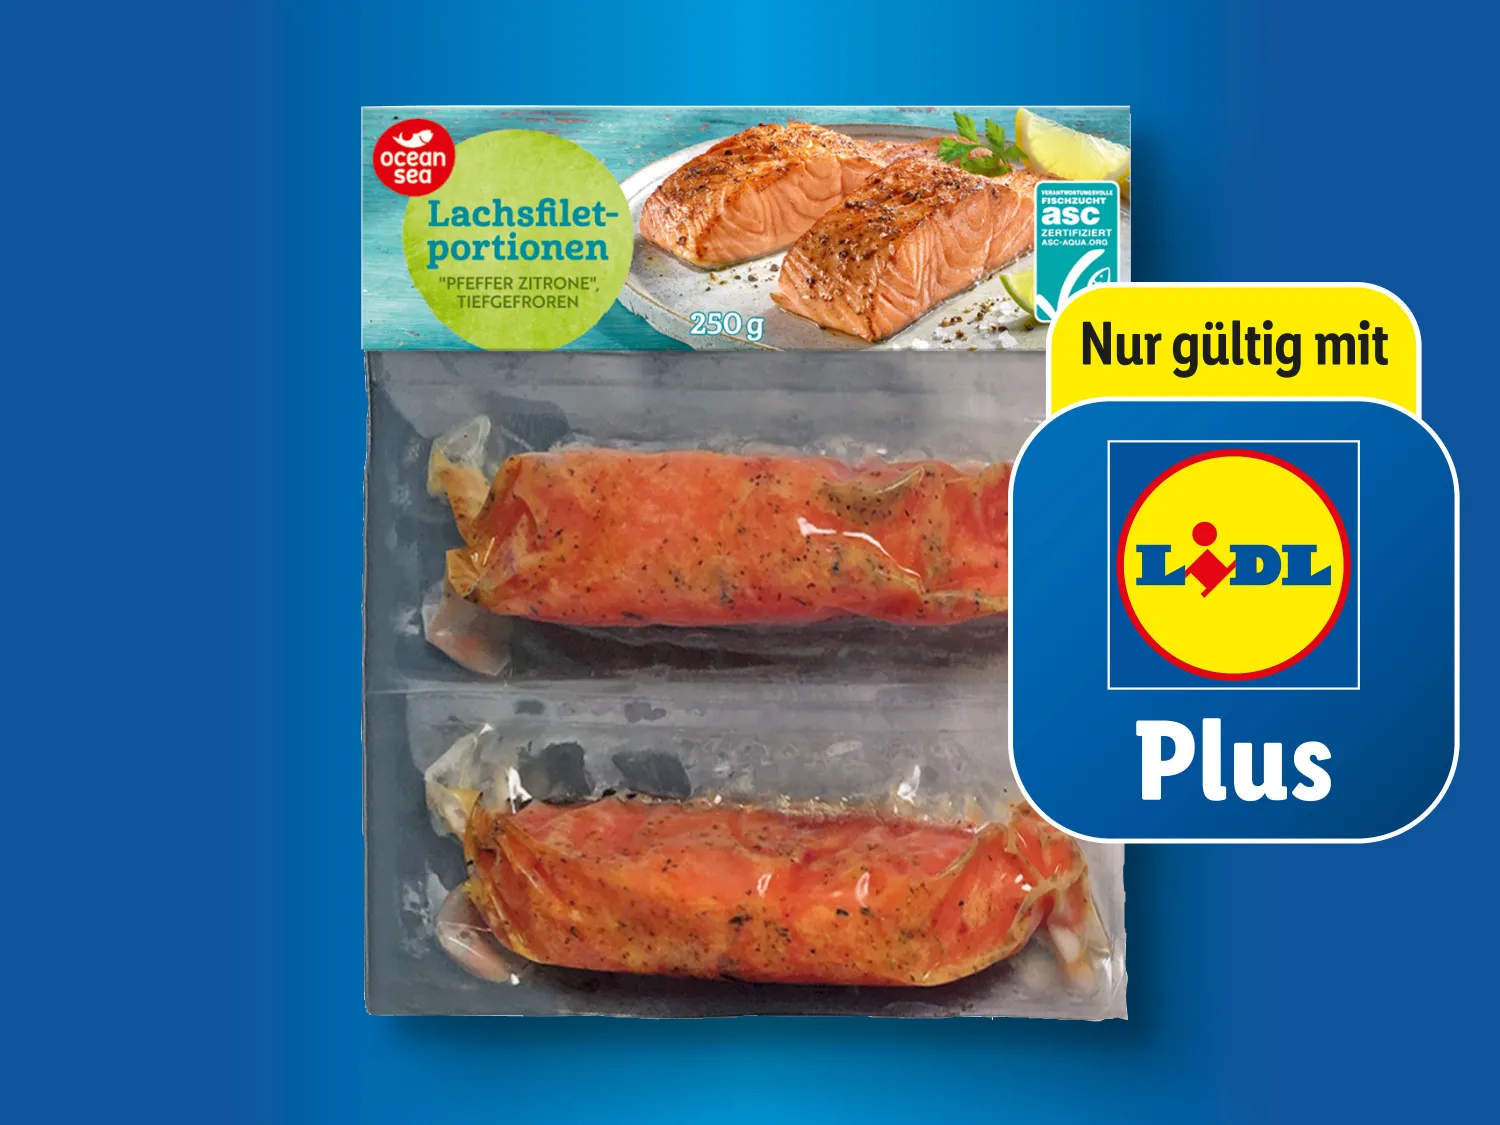 ocean
sea
Lachsfilet-
portionen
"PFEFFER ZITRONE",
TIEFGEFROREN
250 g
VERANTWORTUNGSVOLLE
FISCHZUCHT
asc
ZERTIFIZIERT
ASC-AQUA.ORG
Nur gültig mit
LIDL
Plus